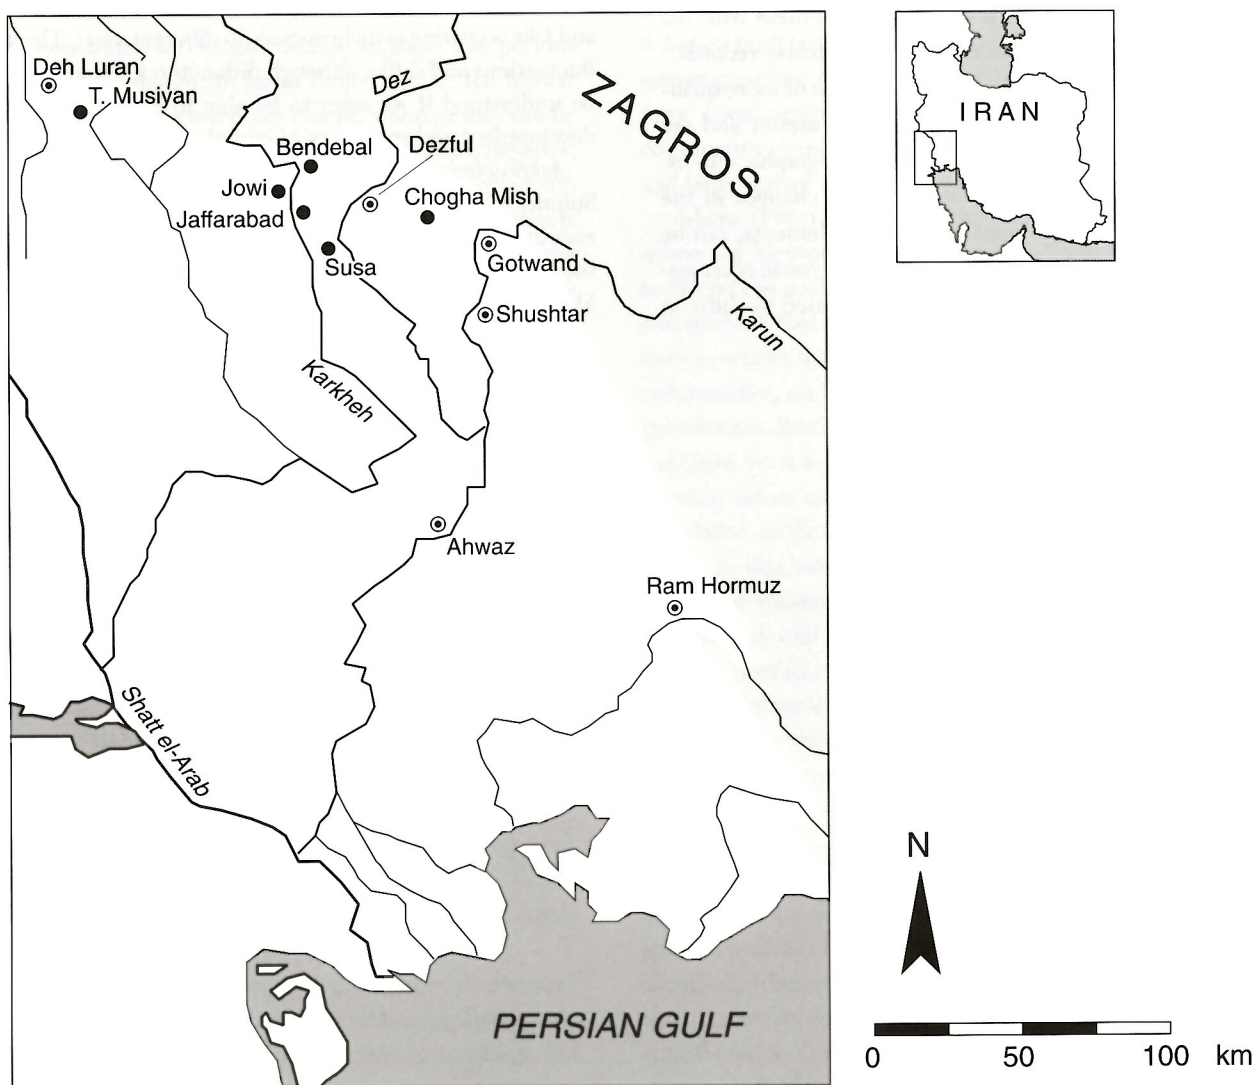 Deh Luran
T. Musiyan
Dez
ZAGROS
IRAN
Bendebal
Dezful
Jowi
Chogha Mish
Jaffarabad
Susa
Gotwand
Shushtar
Karun
Karkheh
Ahwaz
Ram Hormuz
Shatt el-Arab
N
PERSIAN GULF
0 50 100 km